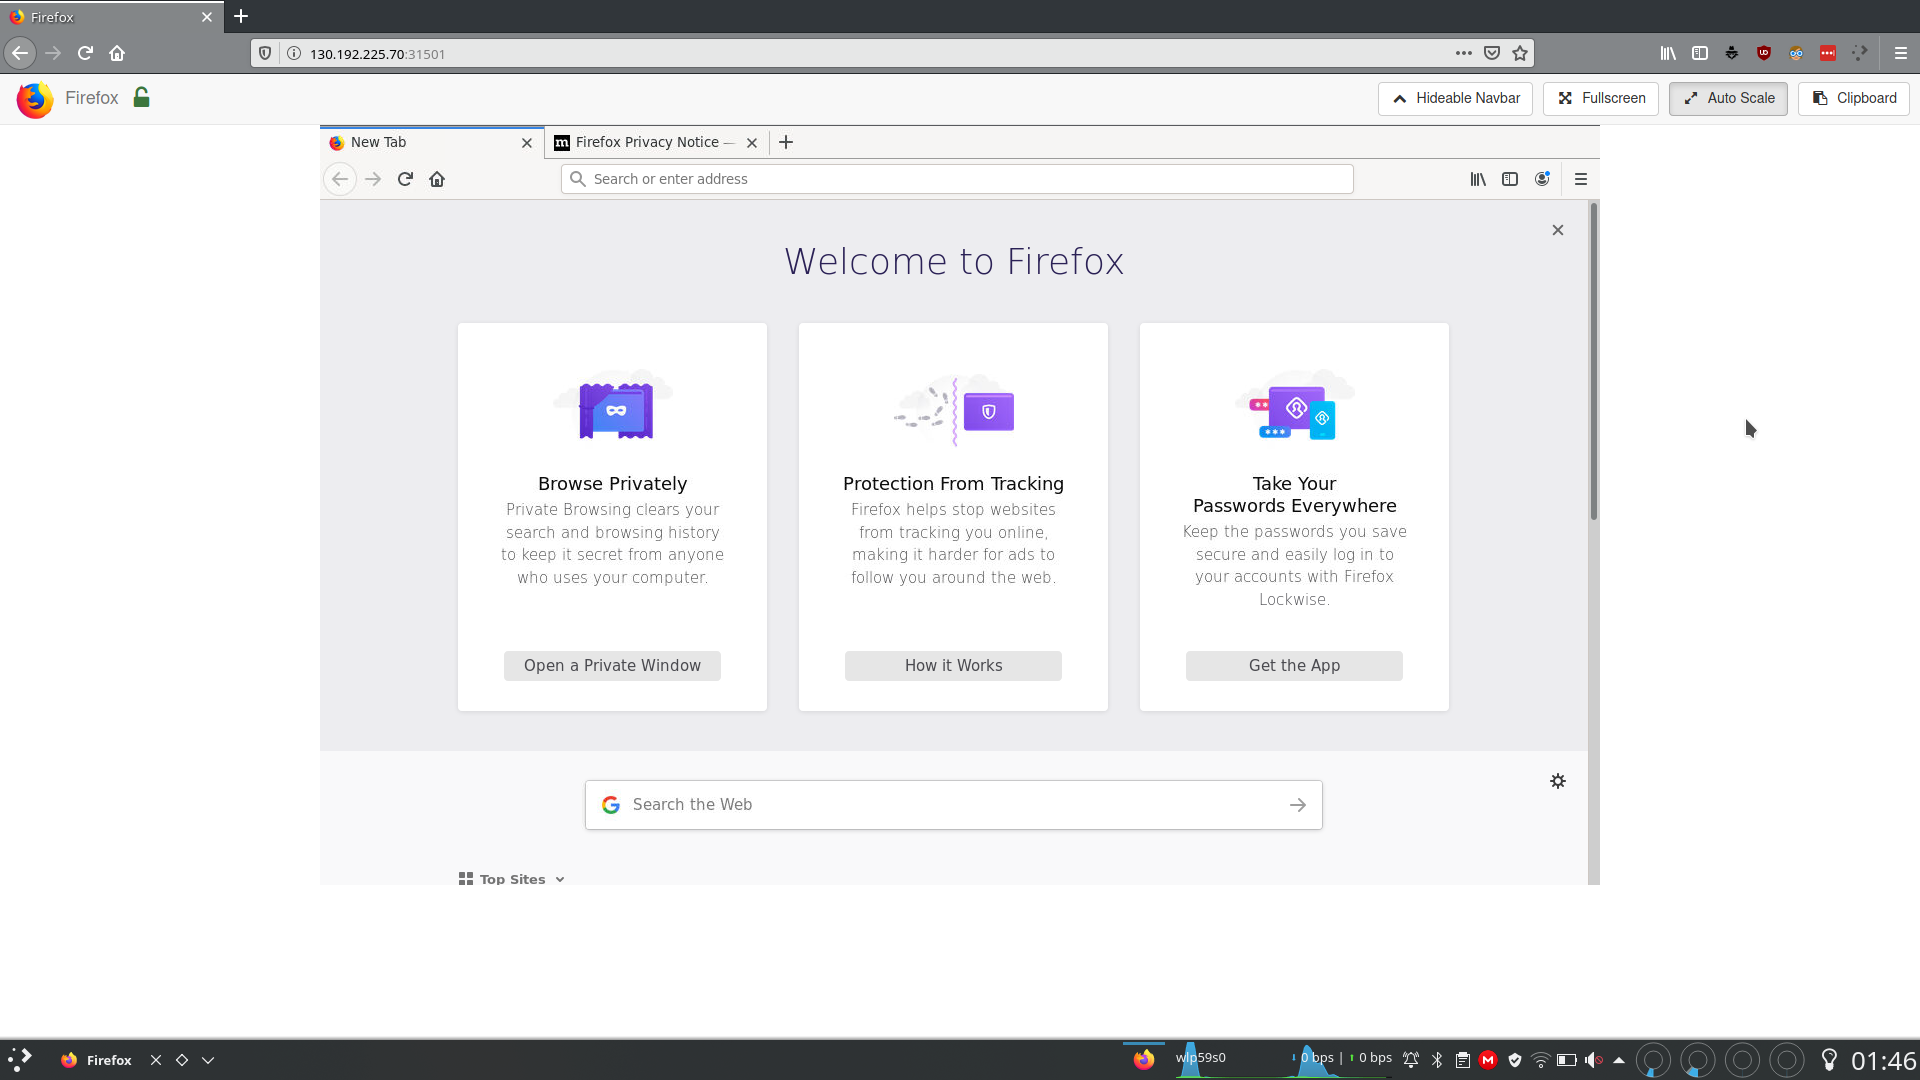 Firefox
130.192.225.70:31501
Firefox
Hideable Navbar
Fullscreen
Auto Scale
Clipboard
New Tab
Firefox Privacy Notice —
Search or enter address
Welcome to Firefox
Browse Privately
Private Browsing clears your
search and browsing history
to keep it secret from anyone
who uses your computer.
Open a Private Window
Protection From Tracking
Firefox helps stop websites
from tracking you online,
making it harder for ads to
follow you around the web.
How it Works
Take Your
Passwords Everywhere
Keep the passwords you save
secure and easily log in to
your accounts with Firefox
Lockwise.
Get the App
Search the Web
Top Sites
Firefox
wlp59s0
0 bps | 0 bps
01:46